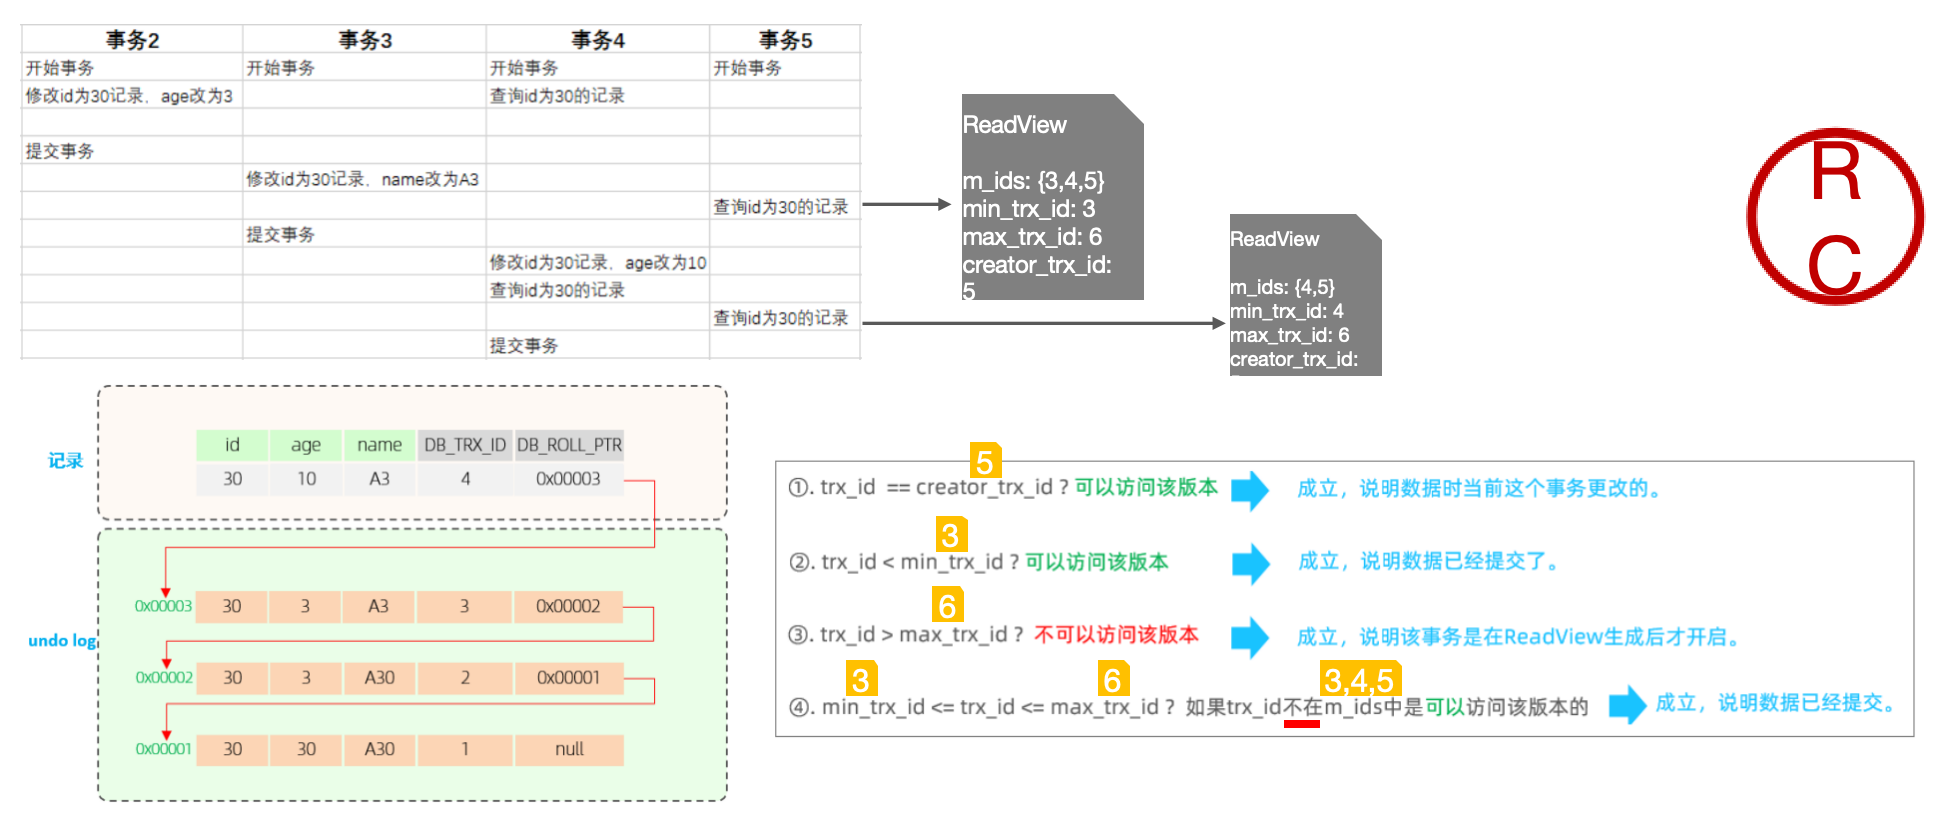 事务2 事务3 事务4 事务5
开始事务 开始事务 开始事务 开始事务
修改id为30记录，age改为3 查询id为30的记录
提交事务
修改id为30记录，name改为A3
查询id为30的记录
提交事务
修改id为30记录，age改为10
查询id为30的记录
查询id为30的记录
提交事务
ReadView
m_ids: {3,4,5}
min_trx_id: 3
max_trx_id: 6
creator_trx_id:
5
ReadView
m_ids: {4,5}
min_trx_id: 4
max_trx_id: 6
creator_trx_id:
R
C
记录
id age name DB_TRX_ID DB_ROLL_PTR
30 10 A3 4 0x00003
undo log
0x00003 30 3 A3 3 0x00002
0x00002 30 3 A30 2 0x00001
0x00001 30 30 A30 1 null
5
①. trx_id == creator_trx_id ? 可以访问该版本 成立，说明数据时当前这个事务更改的。
3
②. trx_id < min_trx_id ? 可以访问该版本 成立，说明数据已经提交了。
6
③. trx_id > max_trx_id ? 不可以访问该版本 成立，说明该事务是在ReadView生成后才开启。
3 6 3,4,5
④. min_trx_id <= trx_id <= max_trx_id ? 如果trx_id不在m_ids中是可以访问该版本的 成立，说明数据已经提交。